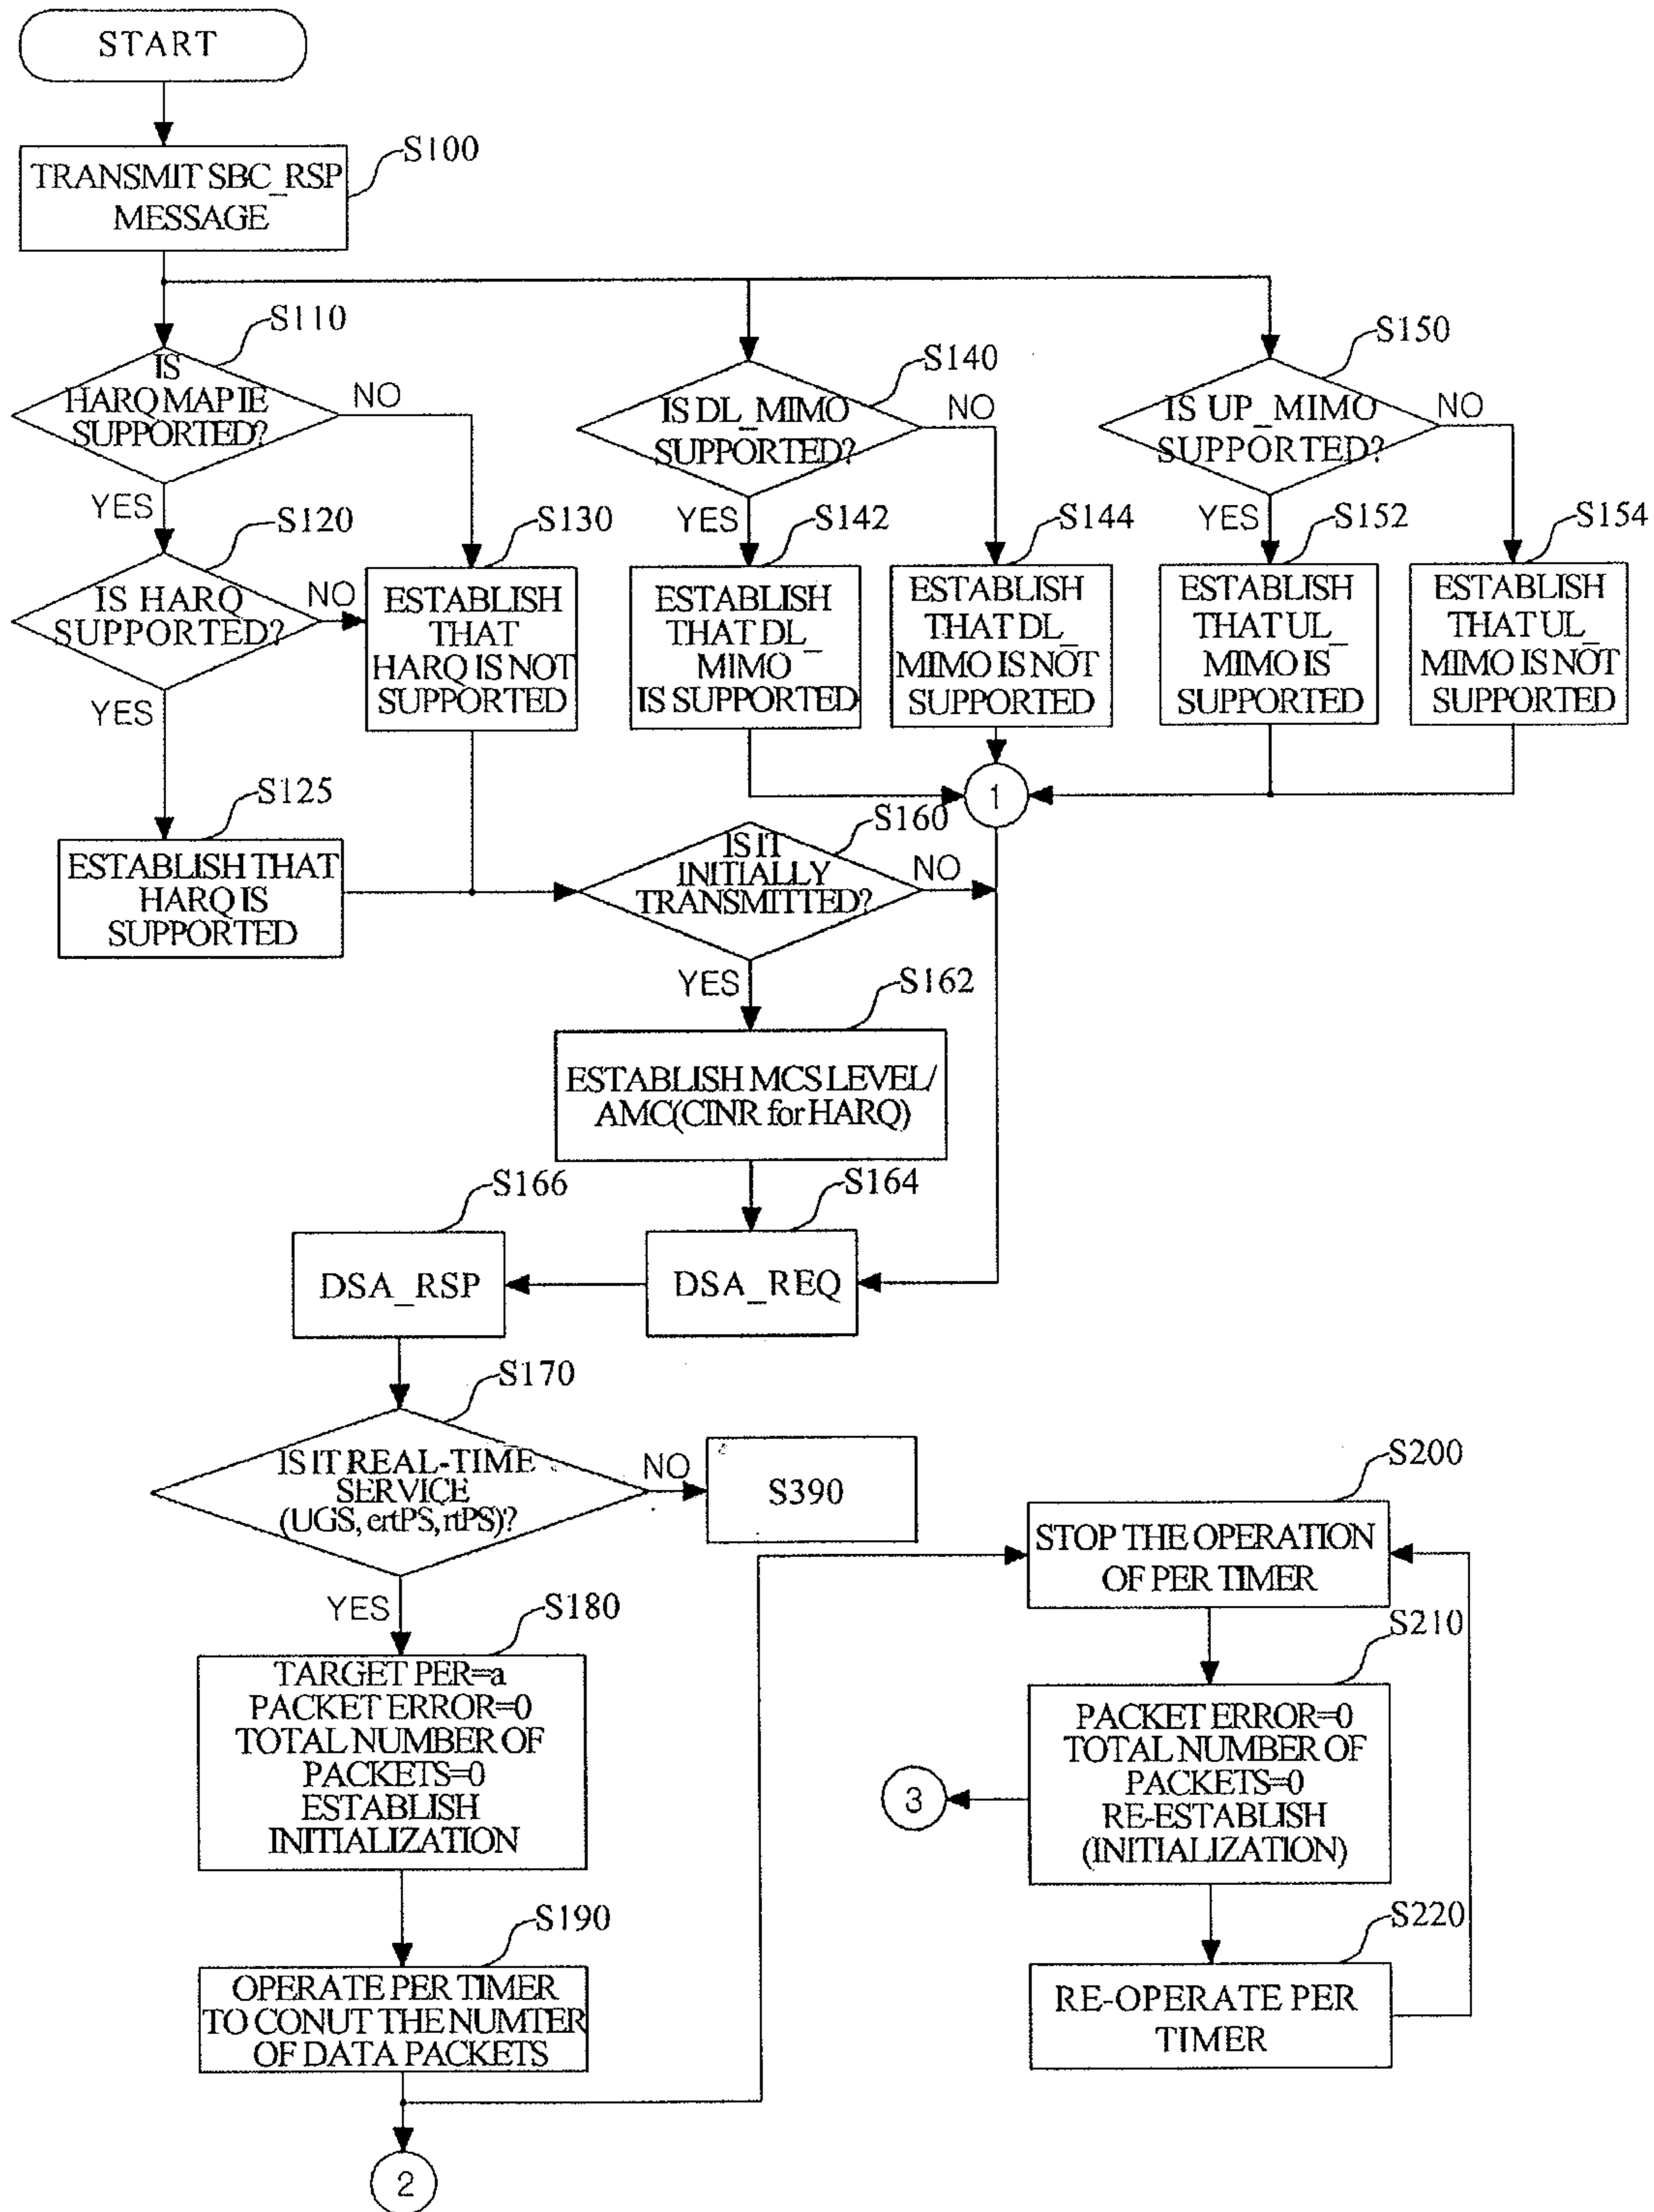 START
S100
TRANSMIT SBC_RSP
MESSAGE
S110
IS
HARQ MAP IE
SUPPORTED?
NO
YES
S140
IS DL_MIMO
SUPPORTED?
NO
YES
S150
IS UP_MIMO
SUPPORTED?
NO
YES
S120
IS HARQ
SUPPORTED?
NO
YES
S130
ESTABLISH
THAT
HARQ IS NOT
SUPPORTED
S142
ESTABLISH
THAT DL_
MIMO
IS SUPPORTED
S144
ESTABLISH
THAT DL_
MIMO IS NOT
SUPPORTED
S152
ESTABLISH
THAT UL_
MIMO IS
SUPPORTED
S154
ESTABLISH
THAT UL_
MIMO IS NOT
SUPPORTED
1
S125
ESTABLISH THAT
HARQ IS
SUPPORTED
S160
IS IT
INITIALLY
TRANSMITTED?
NO
YES
S162
ESTABLISH MCS LEVEL/
AMC(CINR for HARQ)
S166
DSA_RSP
S164
DSA_REQ
S170
IS IT REAL-TIME
SERVICE
(UGS, ertPS, rtPS)?
NO
S390
YES
S180
TARGET PER=a
PACKET ERROR=0
TOTAL NUMBER OF
PACKETS=0
ESTABLISH
INITIALIZATION
S190
OPERATE PER TIMER
TO CONUT THE NUMTER
OF DATA PACKETS
2
S200
STOP THE OPERATION
OF PER TIMER
S210
PACKET ERROR=0
TOTAL NUMBER OF
PACKETS=0
RE-ESTABLISH
(INITIALIZATION)
3
S220
RE-OPERATE PER
TIMER